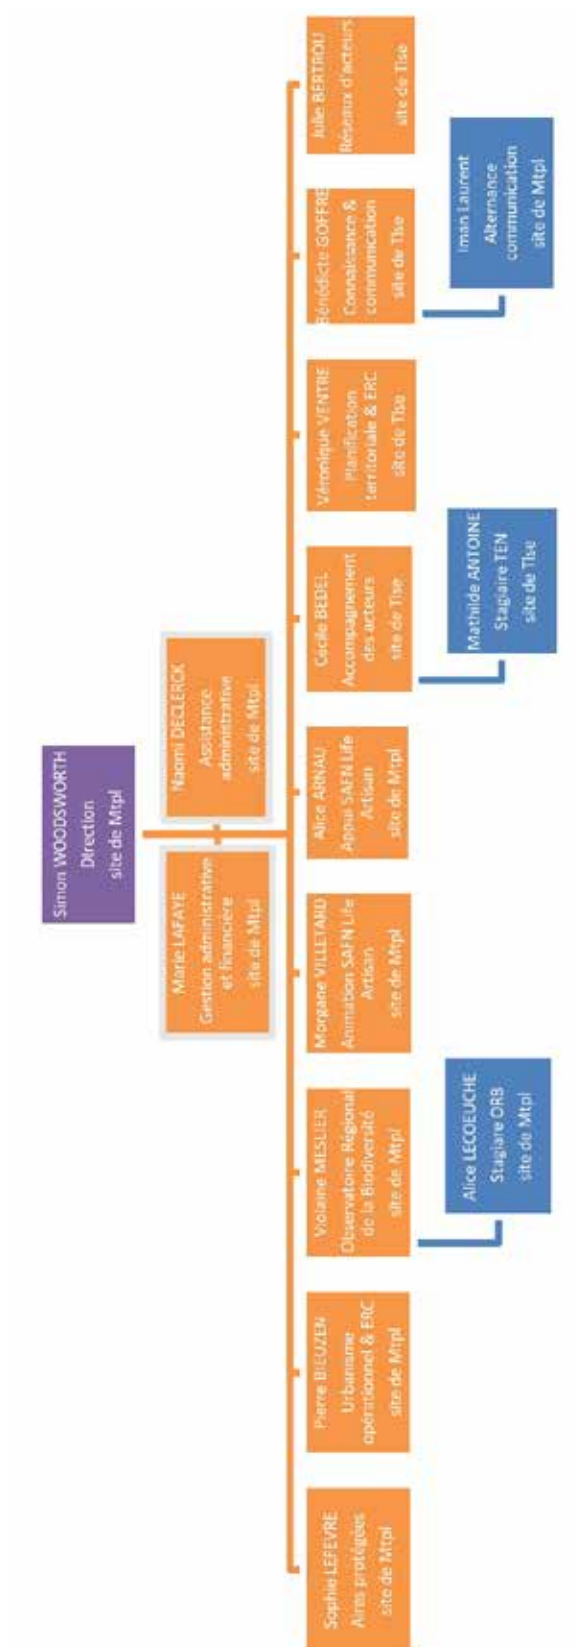 Simon WOODSWORTH
Direction
site de Mtpl
Marie LAFAYE
Gestion administrative
et financière
site de Mtpl
Naomi DECLERCK
Assistance
administrative
site de Mtpl
Sophie LEFEVRE
Aires protégées
site de Mtpl
Pierre BIEUZEN
Urbanisme
opérationnel & ERC
site de Mtpl
Violaine MESLIER
Observatoire Régional
de la Biodiversité
site de Mtpl
Morgane VILLETARD
Animation SAFN Life
Artisan
site de Mtpl
Alice ARNAU
Appui SAFN Life
Artisan
site de Mtpl
Cécile BEDEL
Accompagnement
des acteurs
site de Tlse
Véronique VENTRE
Planification
territoriale & ERC
site de Tlse
Bénédicte GOFFRE
Connaissance &
communication
site de Tlse
Julie BERTROU
Réseaux d'acteurs
site de Tlse
Alice LECOEUCHE
Stagiare ORB
site de Mtpl
Mathilde ANTOINE
Stagiaire TEN
site de Tlse
Iman Laurent
Alternance
communication
site de Mtpl